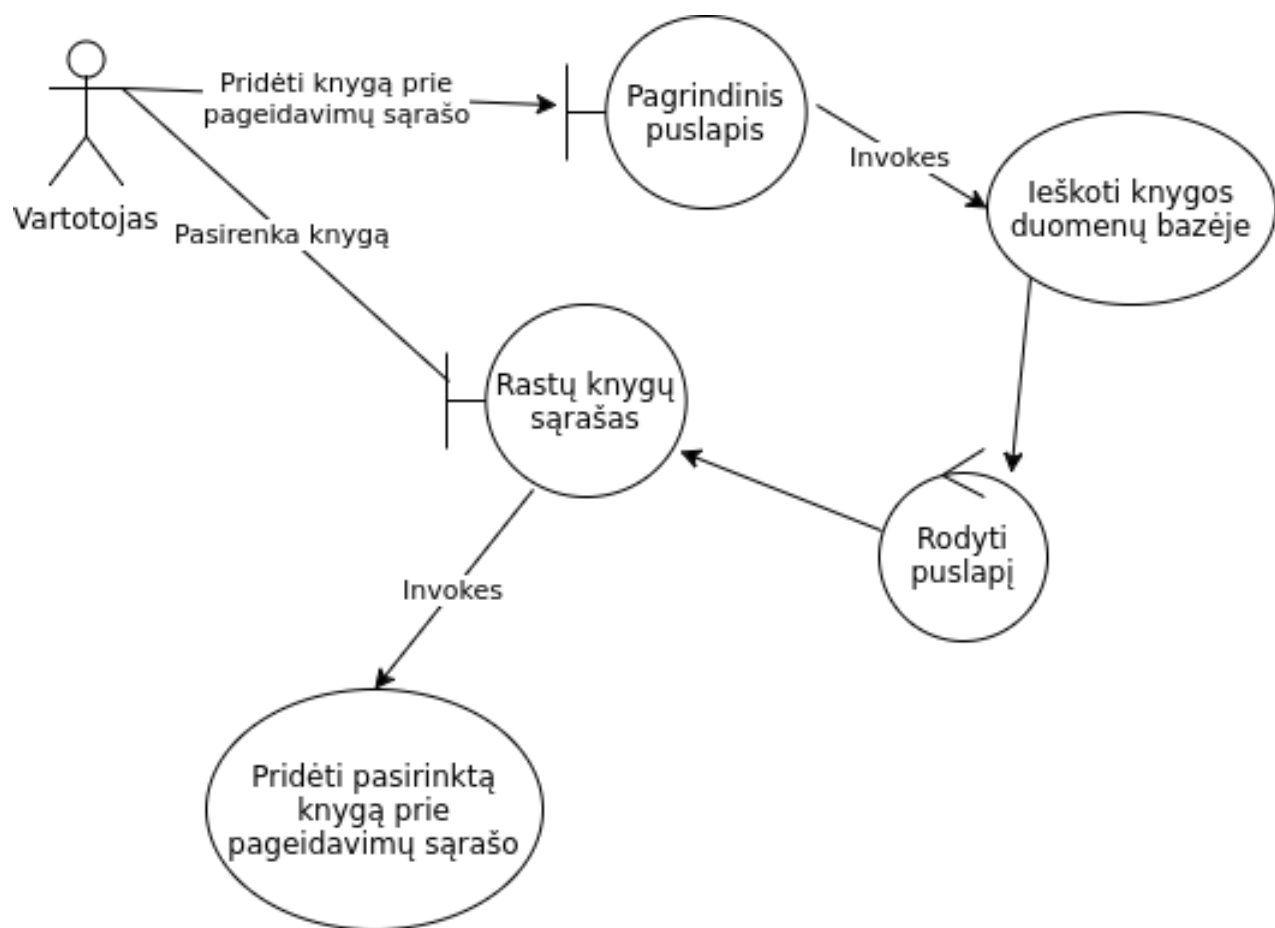 Pridėti knygą prie
pageidavimų sąrašo
Pagrindinis
puslapis
Invokes
Ieškoti knygos
duomenų bazėje
Vartotojas
Pasirenka knygą
Rastų knygų
sąrašas
Rodyti
puslapį
Invokes
Pridėti pasirinktą
knygą prie
pageidavimų sąrašo